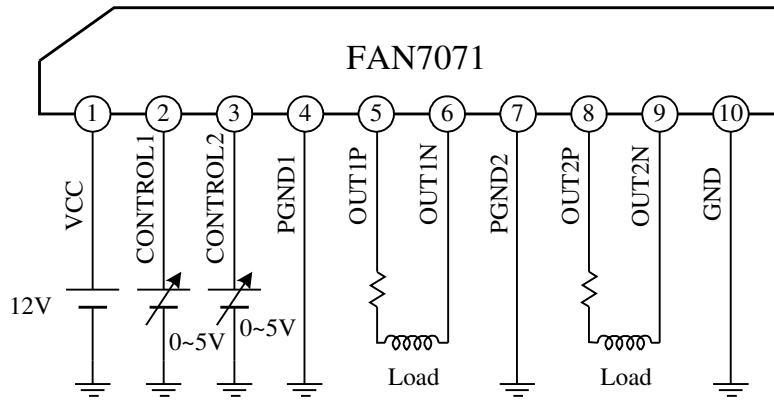 FAN7071
1 2 3 4 5 6 7 8 9 10
VCC
CONTROL1
CONTROL2
PGND1
OUT1P
OUT1N
PGND2
OUT2P
OUT2N
GND
12V
0~5V
0~5V
Load
Load